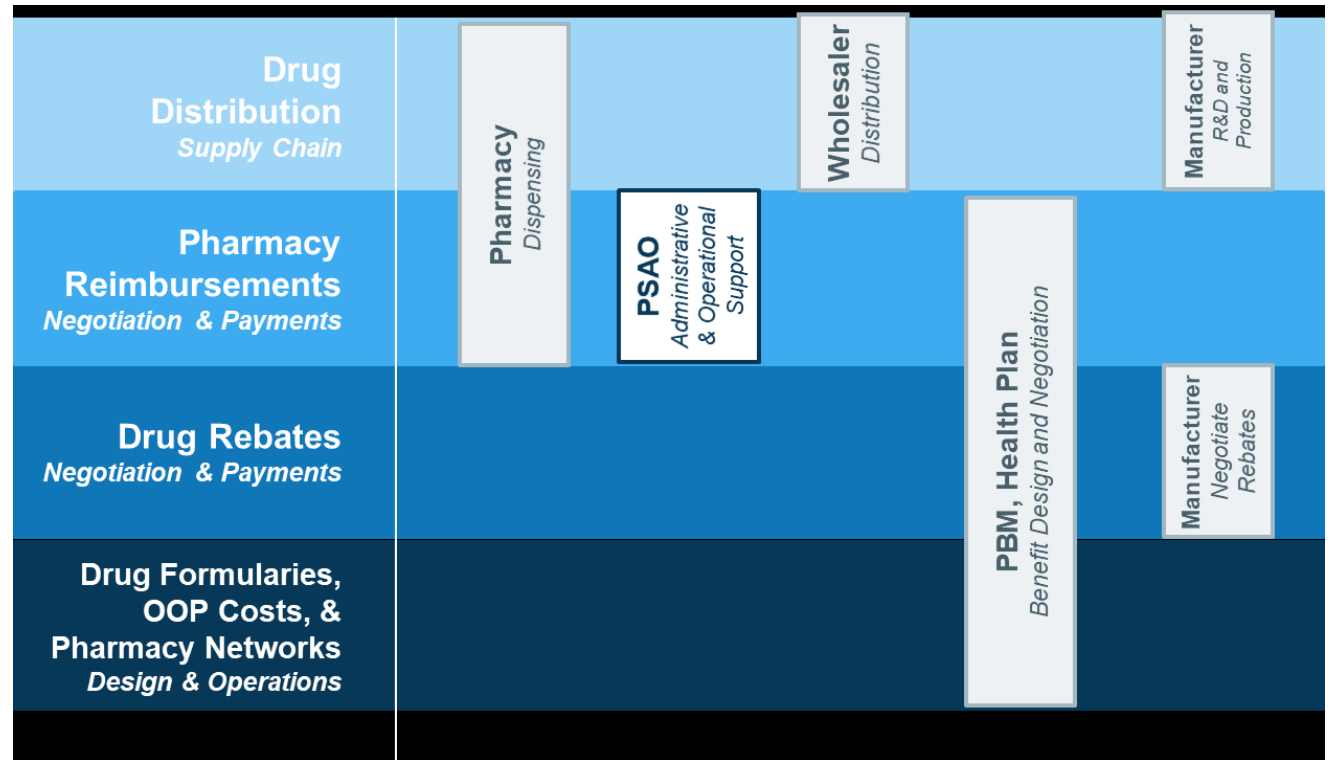 Drug
Distribution
Supply Chain
Pharmacy
Reimbursements
Negotiation & Payments
Drug Rebates
Negotiation & Payments
Drug Formularies,
OOP Costs, &
Pharmacy Networks
Design & Operations
Pharmacy
Dispensing
PSAO
Administrative
& Operational
Support
Wholesaler
Distribution
PBM, Health Plan
Benefit Design and Negotiation
Manufacturer
R&D and
Production
Manufacturer
Negotiate
Rebates